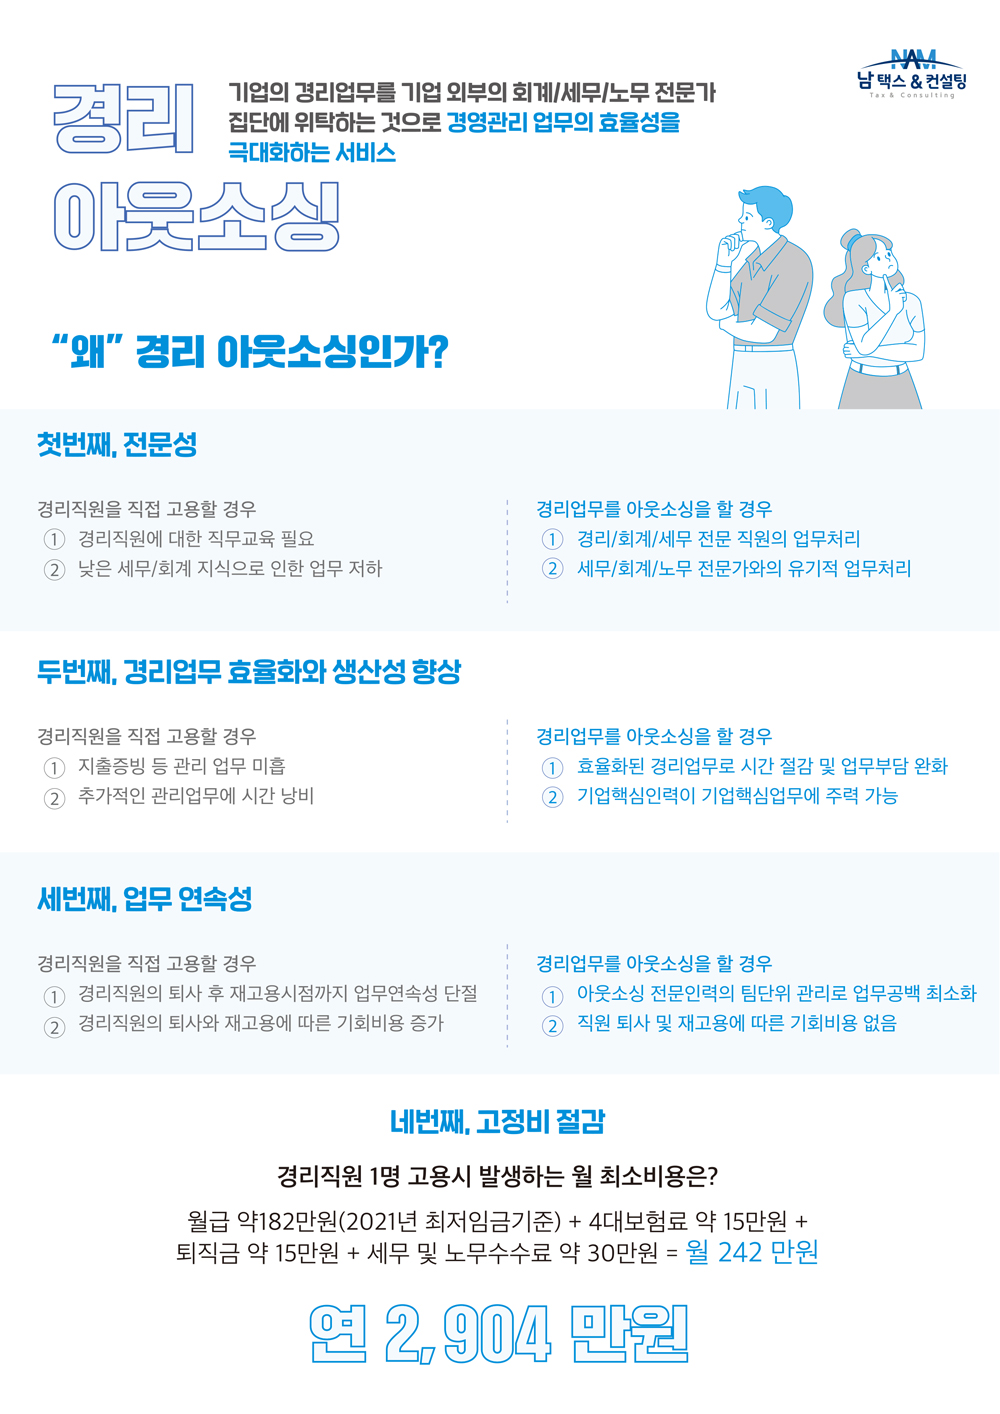 NAM
남 택스 & 컨설팅
Tax & Consulting
경리
아웃소싱
기업의 경리업무를 기업 외부의 회계/세무/노무 전문가
집단에 위탁하는 것으로 경영관리 업무의 효율성을
극대화하는 서비스
“왜” 경리 아웃소싱인가?
첫번째, 전문성
경리직원을 직접 고용할 경우
① 경리직원에 대한 직무교육 필요
② 낮은 세무/회계 지식으로 인한 업무 저하
경리업무를 아웃소싱을 할 경우
① 경리/회계/세무 전문 직원의 업무처리
② 세무/회계/노무 전문가와의 유기적 업무처리
두번째, 경리업무 효율화와 생산성 향상
경리직원을 직접 고용할 경우
① 지출증빙 등 관리 업무 미흡
② 추가적인 관리업무에 시간 낭비
경리업무를 아웃소싱을 할 경우
① 효율화된 경리업무로 시간 절감 및 업무부담 완화
② 기업핵심인력이 기업핵심업무에 주력 가능
세번째, 업무 연속성
경리직원을 직접 고용할 경우
① 경리직원의 퇴사 후 재고용시점까지 업무연속성 단절
② 경리직원의 퇴사와 재고용에 따른 기회비용 증가
경리업무를 아웃소싱을 할 경우
① 아웃소싱 전문인력의 팀단위 관리로 업무공백 최소화
② 직원 퇴사 및 재고용에 따른 기회비용 없음
네번째, 고정비 절감
경리직원 1명 고용시 발생하는 월 최소비용은?
월급 약182만원(2021년 최저임금기준) + 4대보험료 약 15만원 +
퇴직금 약 15만원 + 세무 및 노무수수료 약 30만원 = 월 242 만원
연 2,904 만원